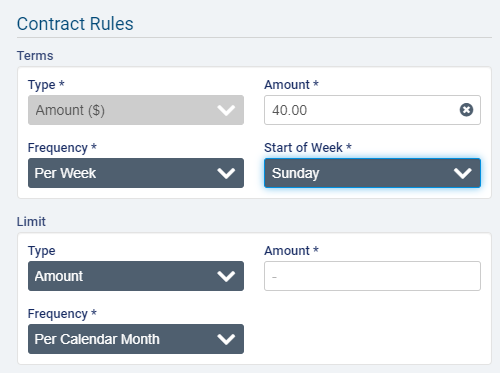 Contract Rules
Terms
Type * Amount *
Amount ($) 40.00
Frequency * Start of Week *
Per Week Sunday
Limit
Type Amount *
Amount -
Frequency *
Per Calendar Month